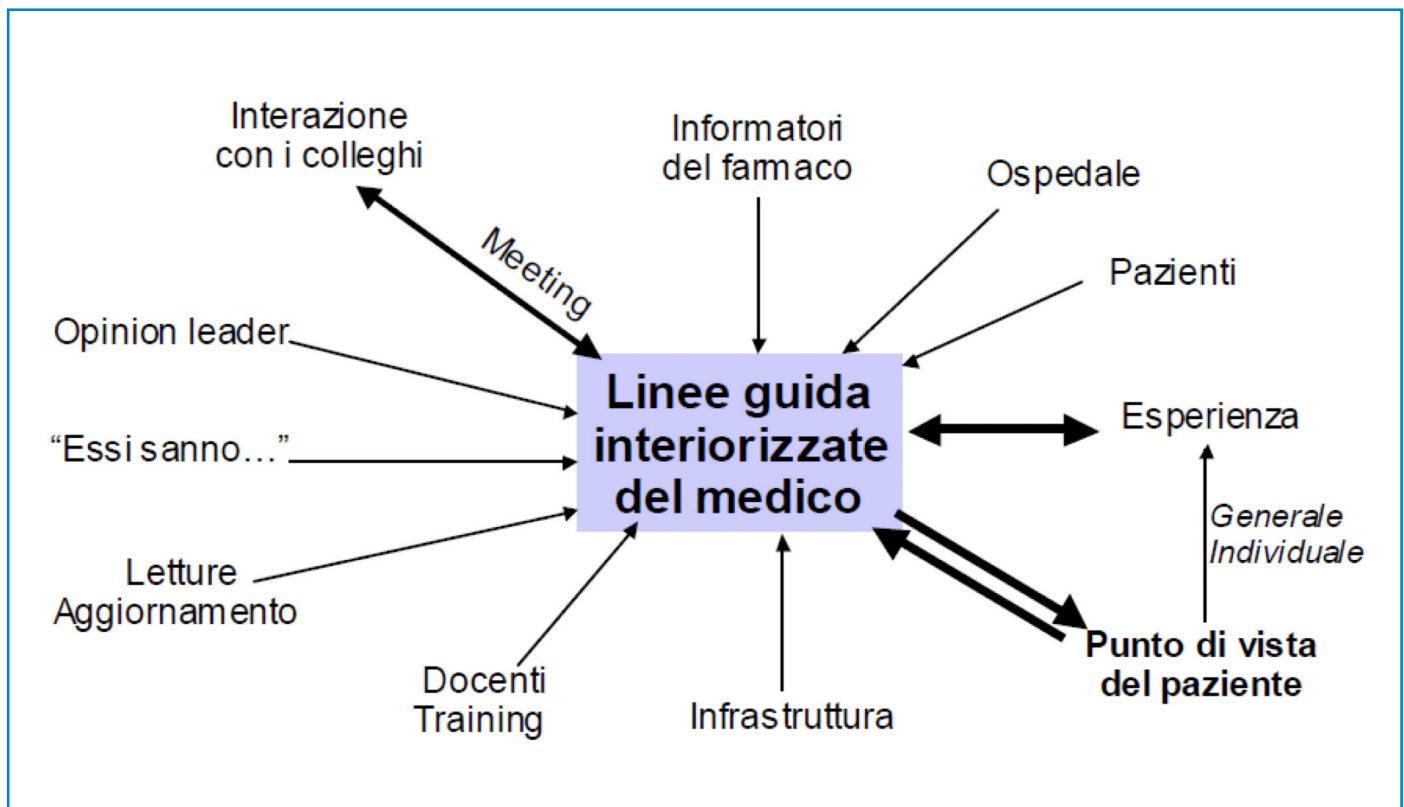 Interazione
con i colleghi
Informatori
del farmaco
Ospedale
Meeting
Pazienti
Opinion leader
Linee guida
interiorizzate
del medico
Esperienza
“Essi sanno…”
Generale
Individuale
Letture
Aggiornamento
Punto di vista
del paziente
Docenti
Training
Infrastruttura